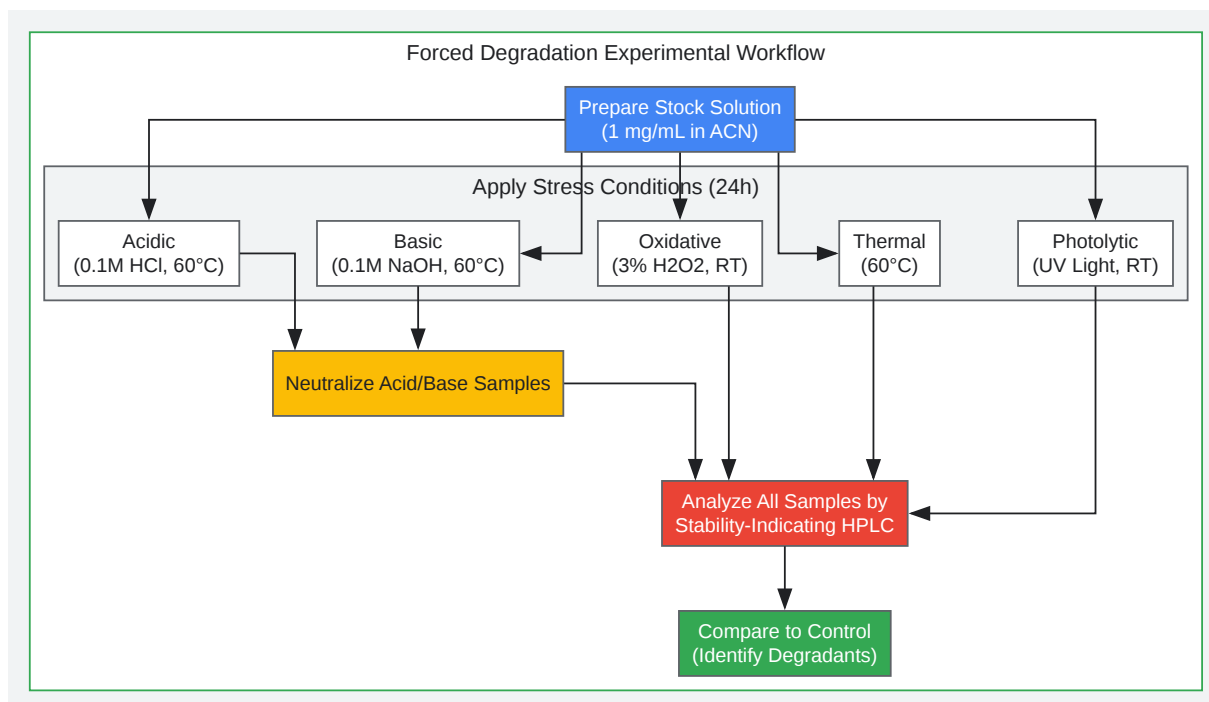 Forced Degradation Experimental Workflow
Prepare Stock Solution
(1 mg/mL in ACN)
Apply Stress Conditions (24h)
Acidic
(0.1M HCl, 60°C)
Basic
(0.1M NaOH, 60°C)
Oxidative
(3% H2O2, RT)
Thermal
(60°C)
Photolytic
(UV Light, RT)
Neutralize Acid/Base Samples
Analyze All Samples by
Stability-Indicating HPLC
Compare to Control
(Identify Degradants)